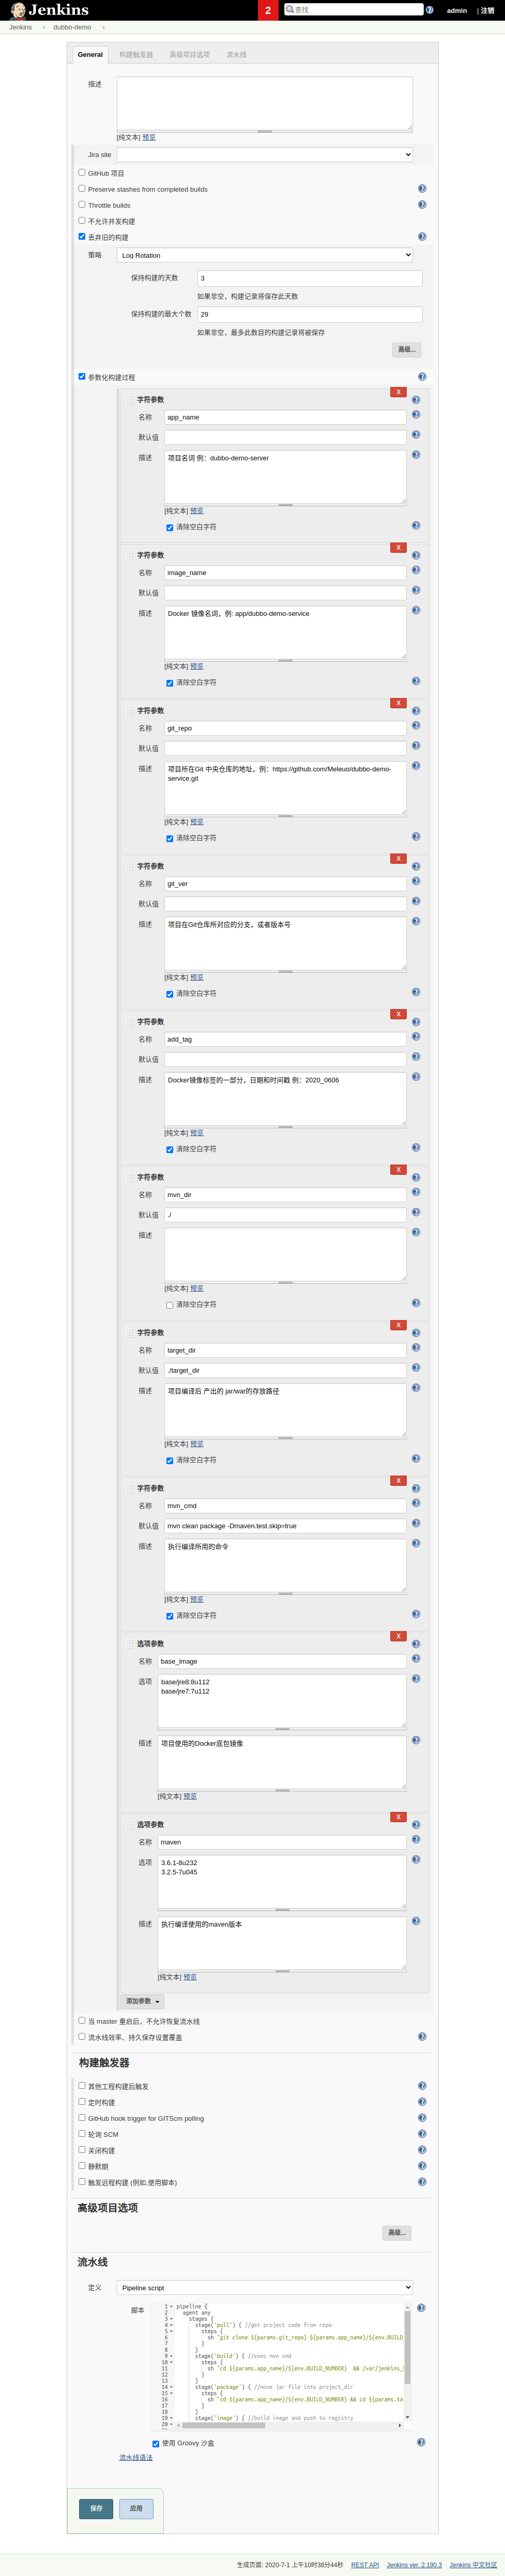 Jenkins
2
查找
admin
| 注销
Jenkins › dubbo-demo ›
General 构建触发器 高级项目选项 流水线
描述
[纯文本] 预览
Jira site
GitHub 项目
Preserve stashes from completed builds
Throttle builds
不允许并发构建
丢弃旧的构建
策略 Log Rotation
保持构建的天数 3
如果非空，构建记录将保存此天数
保持构建的最大个数 29
如果非空，最多此数目的构建记录将被保存
高级...
参数化构建过程
X
字符参数
名称 app_name
默认值
描述 项目名词 例：dubbo-demo-server
[纯文本] 预览
清除空白字符
X
字符参数
名称 image_name
默认值
描述 Docker 镜像名词，例: app/dubbo-demo-service
[纯文本] 预览
清除空白字符
X
字符参数
名称 git_repo
默认值
描述 项目所在Git 中央仓库的地址，例：https://github.com/Meleuo/dubbo-demo-
service.git
[纯文本] 预览
清除空白字符
X
字符参数
名称 git_ver
默认值
描述 项目在Git仓库所对应的分支，或者版本号
[纯文本] 预览
清除空白字符
X
字符参数
名称 add_tag
默认值
描述 Docker镜像标签的一部分，日期和时间戳 例：2020_0606
[纯文本] 预览
清除空白字符
X
字符参数
名称 mvn_dir
默认值 ./
描述
[纯文本] 预览
清除空白字符
X
字符参数
名称 target_dir
默认值 ./target_dir
描述 项目编译后 产出的 jar/war的存放路径
[纯文本] 预览
清除空白字符
X
字符参数
名称 mvn_cmd
默认值 mvn clean package -Dmaven.test.skip=true
描述 执行编译所用的命令
[纯文本] 预览
清除空白字符
X
选项参数
名称 base_image
选项 base/jre8:8u112
base/jre7:7u112
描述 项目使用的Docker底包镜像
[纯文本] 预览
X
选项参数
名称 maven
选项 3.6.1-8u232
3.2.5-7u045
描述 执行编译使用的maven版本
[纯文本] 预览
添加参数
当 master 重启后，不允许恢复流水线
流水线效率、持久保存设置覆盖
构建触发器
其他工程构建后触发
定时构建
GitHub hook trigger for GITScm polling
轮询 SCM
关闭构建
静默期
触发远程构建 (例如,使用脚本)
高级项目选项
高级...
流水线
定义 Pipeline script
脚本
1 pipeline {
2 agent any
3 stages {
4 stage('pull') { //get project code from repo
5 steps {
6 sh "git clone ${params.git_repo} ${params.app_name}/${env.BUILD_
7 }
8 }
9 stage('build') { //exec mvn cmd
10 steps {
11 sh "cd ${params.app_name}/${env.BUILD_NUMBER} && /var/jenkins_
12 }
13 }
14 stage('package') { //move jar file into project_dir
15 steps {
16 sh "cd ${params.app_name}/${env.BUILD_NUMBER} && cd ${params.ta
17 }
18 }
19 stage('image') { //build image and push to registry
20
使用 Groovy 沙盒
流水线语法
保存 应用
生成页面: 2020-7-1 上午10时38分44秒 REST API Jenkins ver. 2.190.3 Jenkins 中文社区